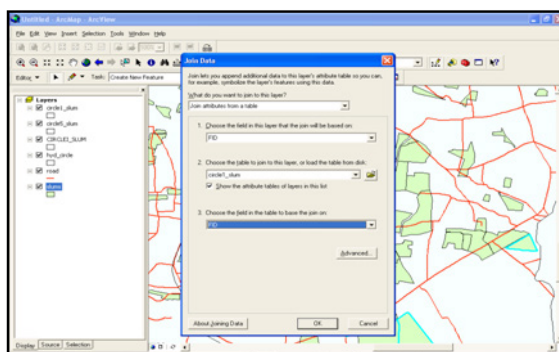 Untitled - ArcMap - ArcView
File Edit View Insert Selection Tools Window Help
Editor Task: Create New Feature
Layers
circle1_slum
circle5_slum
CIRCLE3_SLUM
hyd_circle
road
slums
Display Source Selection
Join Data
Join lets you append additional data to this layer's attribute table so you can,
for example, symbolize the layer's features using this data.
What do you want to join to this layer?
Join attributes from a table
1. Choose the field in this layer that the join will be based on:
FID
2. Choose the table to join to this layer, or load the table from disk:
circle1_slum
Show the attribute tables of layers in this list
3. Choose the field in the table to base the join on:
FID
Advanced...
About Joining Data OK Cancel